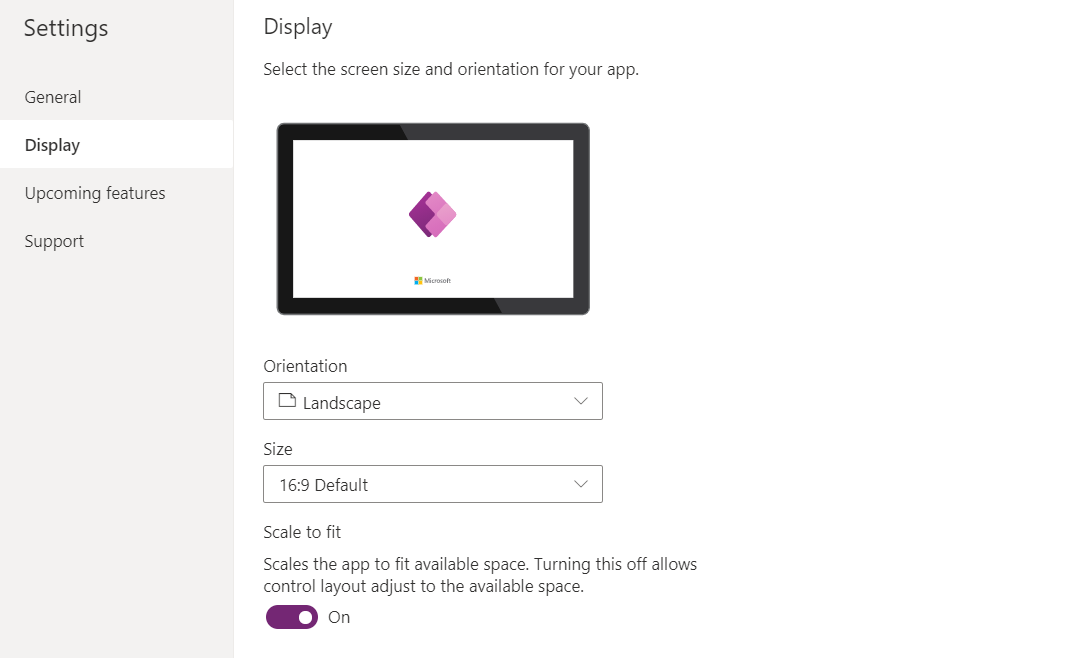 Settings
General
Display
Upcoming features
Support
Display
Select the screen size and orientation for your app.
Microsoft
Orientation
Landscape
Size
16:9 Default
Scale to fit
Scales the app to fit available space. Turning this off allows
control layout adjust to the available space.
On